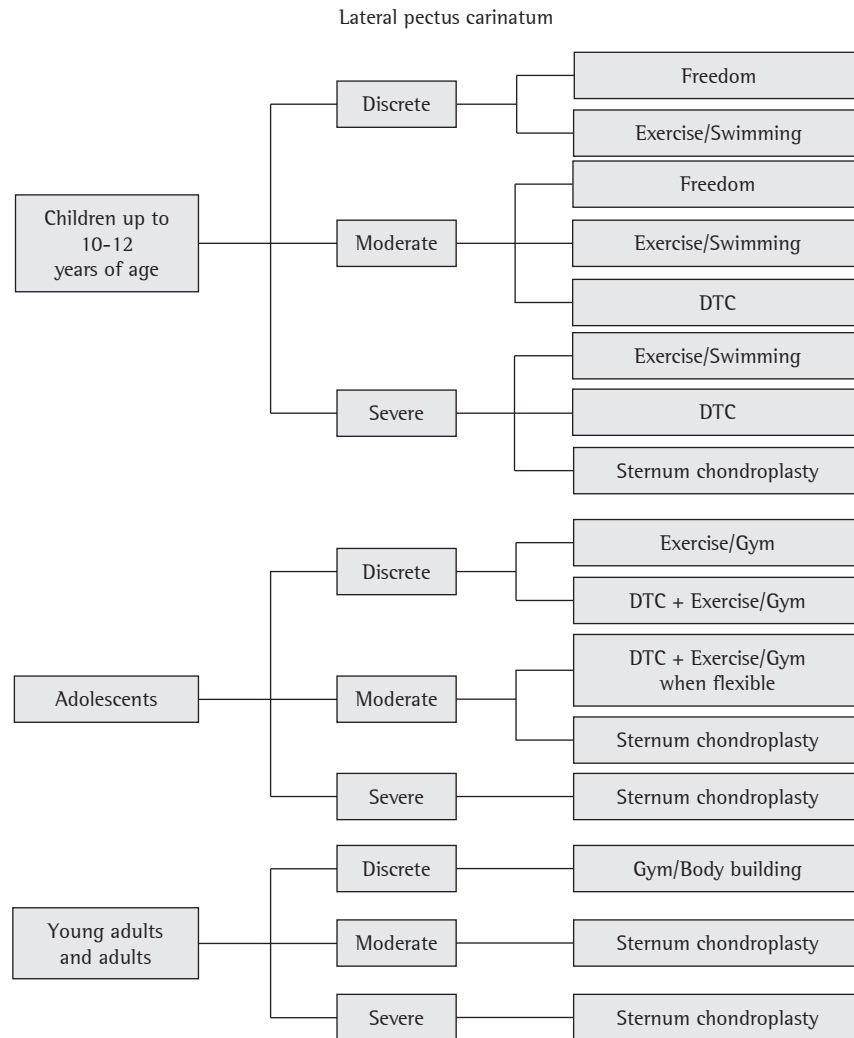 Lateral pectus carinatum
Children up to
10-12
years of age
Discrete
Freedom
Exercise/Swimming
Moderate
Freedom
Exercise/Swimming
DTC
Severe
Exercise/Swimming
DTC
Sternum chondroplasty
Adolescents
Discrete
Exercise/Gym
DTC + Exercise/Gym
Moderate
DTC + Exercise/Gym
when flexible
Sternum chondroplasty
Severe
Sternum chondroplasty
Young adults
and adults
Discrete
Gym/Body building
Moderate
Sternum chondroplasty
Severe
Sternum chondroplasty